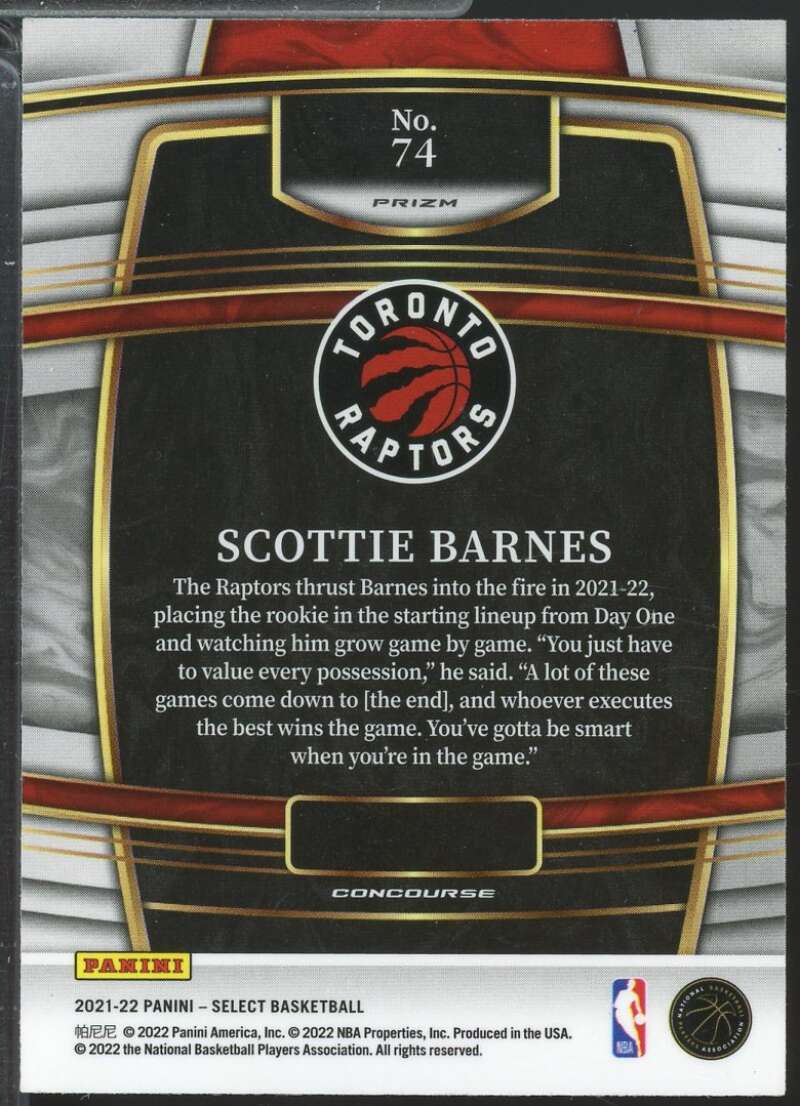 No.
74
PRIZM
TORONTO
RAPTORS
SCOTTIE BARNES
The Raptors thrust Barnes into the fire in 2021-22,
placing the rookie in the starting lineup from Day One
and watching him grow game by game. “You just have
to value every possession,” he said. “A lot of these
games come down to [the end], and whoever executes
the best wins the game. You’ve gotta be smart
when you’re in the game.”
CONCOURSE
PANINI
2021-22 PANINI – SELECT BASKETBALL
帕尼尼 © 2022 Panini America, Inc. © 2022 NBA Properties, Inc. Produced in the USA.
© 2022 the National Basketball Players Association. All rights reserved.
NBA
NATIONAL BASKETBALL
PLAYERS ASSOCIATION